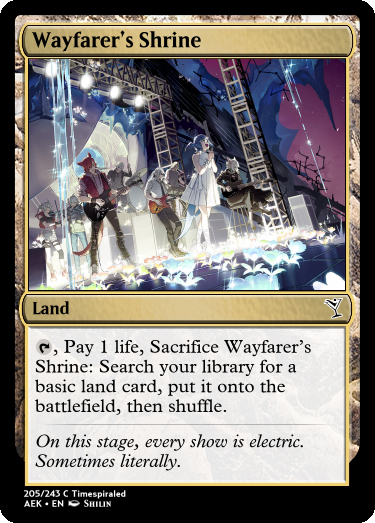 Wayfarer's Shrine
Land
, Pay 1 life, Sacrifice Wayfarer's
Shrine: Search your library for a
basic land card, put it onto the
battlefield, then shuffle.
On this stage, every show is electric.
Sometimes literally.
205/243 C Timespiraled
AEK • EN Shilin